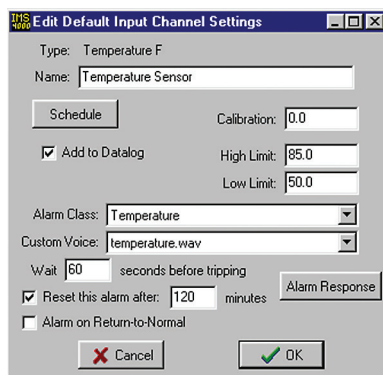 IMS 4000 Edit Default Input Channel Settings
Type: Temperature F
Name: Temperature Sensor
Schedule
Calibration: 0.0
Add to Datalog
High Limit: 85.0
Low Limit: 50.0
Alarm Class: Temperature
Custom Voice: temperature.wav
Wait 60 seconds before tripping
Alarm Response
Reset this alarm after: 120 minutes
Alarm on Return-to-Normal
Cancel
OK